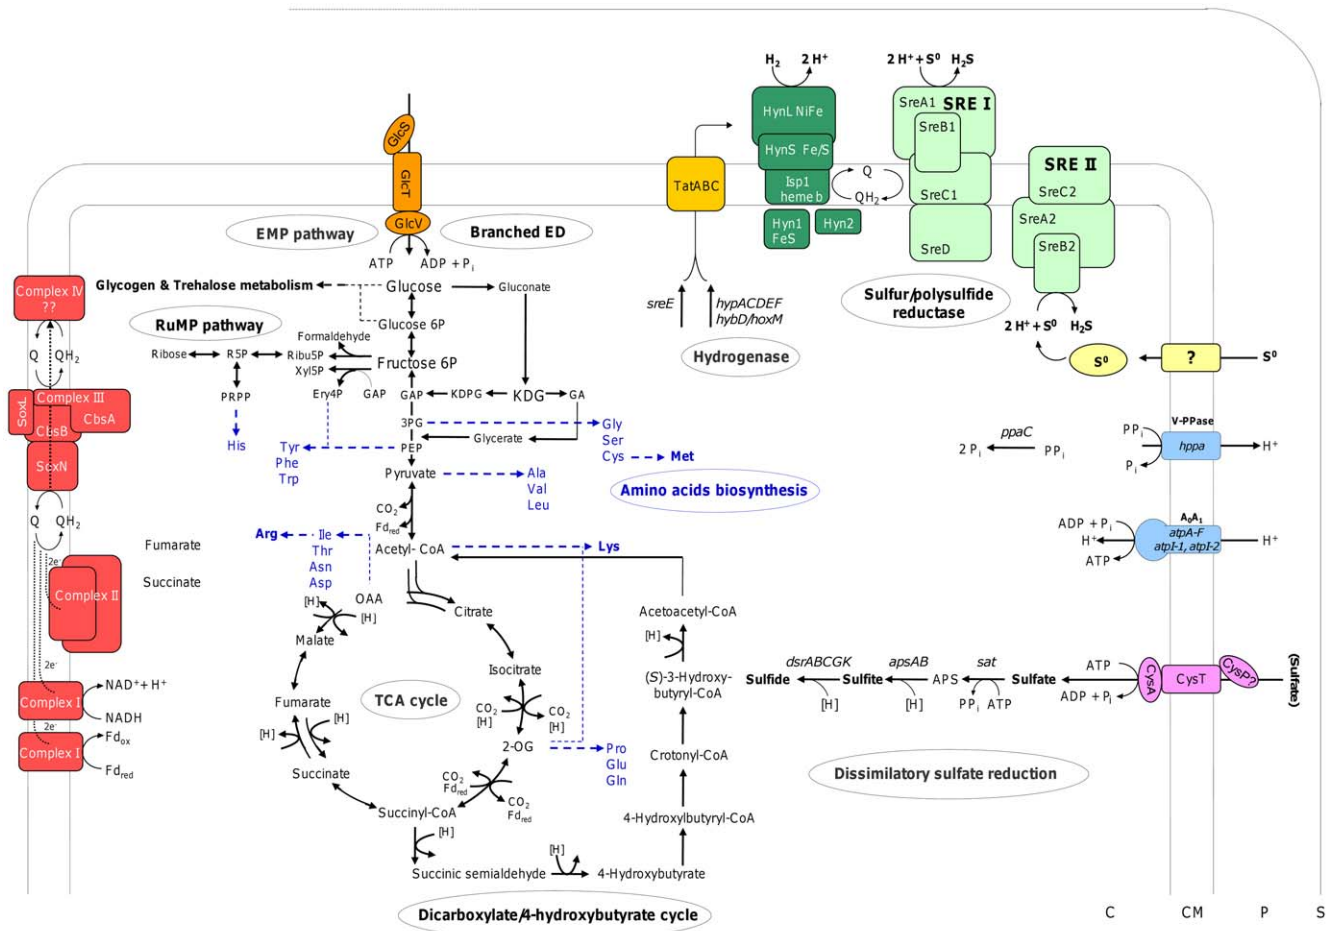 H2
2 H+
2 H+ + S0
H2S
HynL NiFe
SreA1
SRE I
SreB1
HynS Fe/S
GlcS
GlcT
GlcV
TatABC
Isp1
heme b
Q
QH2
SreC1
SRE II
SreC2
SreA2
SreB2
Hyn1
FeS
Hyn2
SreD
EMP pathway
Branched ED
ATP
ADP + Pi
Complex IV
??
Glycogen & Trehalose metabolism
Glucose
Gluconate
sreE
hypACDEF
hybD/hoxM
Sulfur/polysulfide
reductase
2 H+ + S0
H2S
RuMP pathway
Formaldehyde
Glucose 6P
Hydrogenase
S0
?
S0
Q
QH2
Ribose
R5P
Ribu5P
Xyl5P
Fructose 6P
PRPP
Ery4P
GAP
GAP
KDPG
KDG
GA
SoxL
Complex III
CbsA
CbsB
SoxN
His
3PG
Gly
Ser
Cys
Met
Glycerate
Tyr
Phe
Trp
PEP
Pyruvate
Ala
Val
Leu
Amino acids biosynthesis
V-PPase
PPi
Pi
hppa
H+
ppaC
2 Pi
PPi
CO2
Fdred
Q
QH2
Arg
Ile
Thr
Asn
Asp
Acetyl- CoA
Lys
A0A1
ADP + Pi
H+
ATP
atpA-F
atpI-1, atpI-2
H+
Fumarate
Succinate
2e-
Complex II
[H]
OAA
[H]
Malate
Citrate
Acetoacetyl-CoA
[H]
(S)-3-Hydroxy-
butyryl-CoA
Isocitrate
dsrABCGK
apsAB
sat
Sulfide
Sulfite
APS
Sulfate
[H]
[H]
PPi
ATP
ATP
ADP + Pi
CysA
CysT
CysP?
(Sulfate)
2e-
Complex I
NAD+ + H+
NADH
Fumarate
TCA cycle
CO2
[H]
CO2
[H]
2e-
Complex I
Fdox
Fdred
[H]
[H]
2-OG
Pro
Glu
Gln
Crotonyl-CoA
Dissimilatory sulfate reduction
Succinate
CO2
Fdred
CO2
Fdred
Succinyl-CoA
4-Hydroxylbutyryl-CoA
[H]
[H]
Succinic semialdehyde
4-Hydroxybutyrate
Dicarboxylate/4-hydroxybutyrate cycle
C
CM
P
S